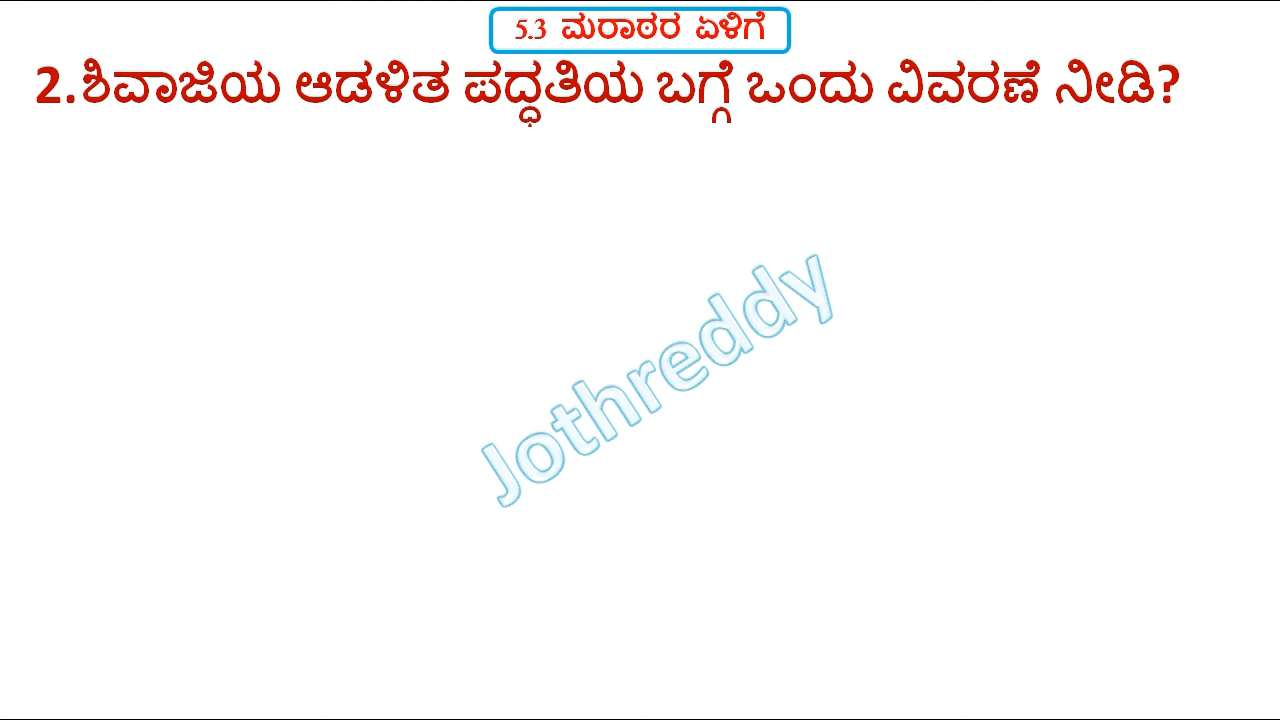 5.3 ಮರಾಠರ ಏಳಿಗೆ
2.ಶಿವಾಜಿಯ ಆಡಳಿತ ಪದ್ಧತಿಯ ಬಗ್ಗೆ ಒಂದು ವಿವರಣೆ ನೀಡಿ?
Jothreddy